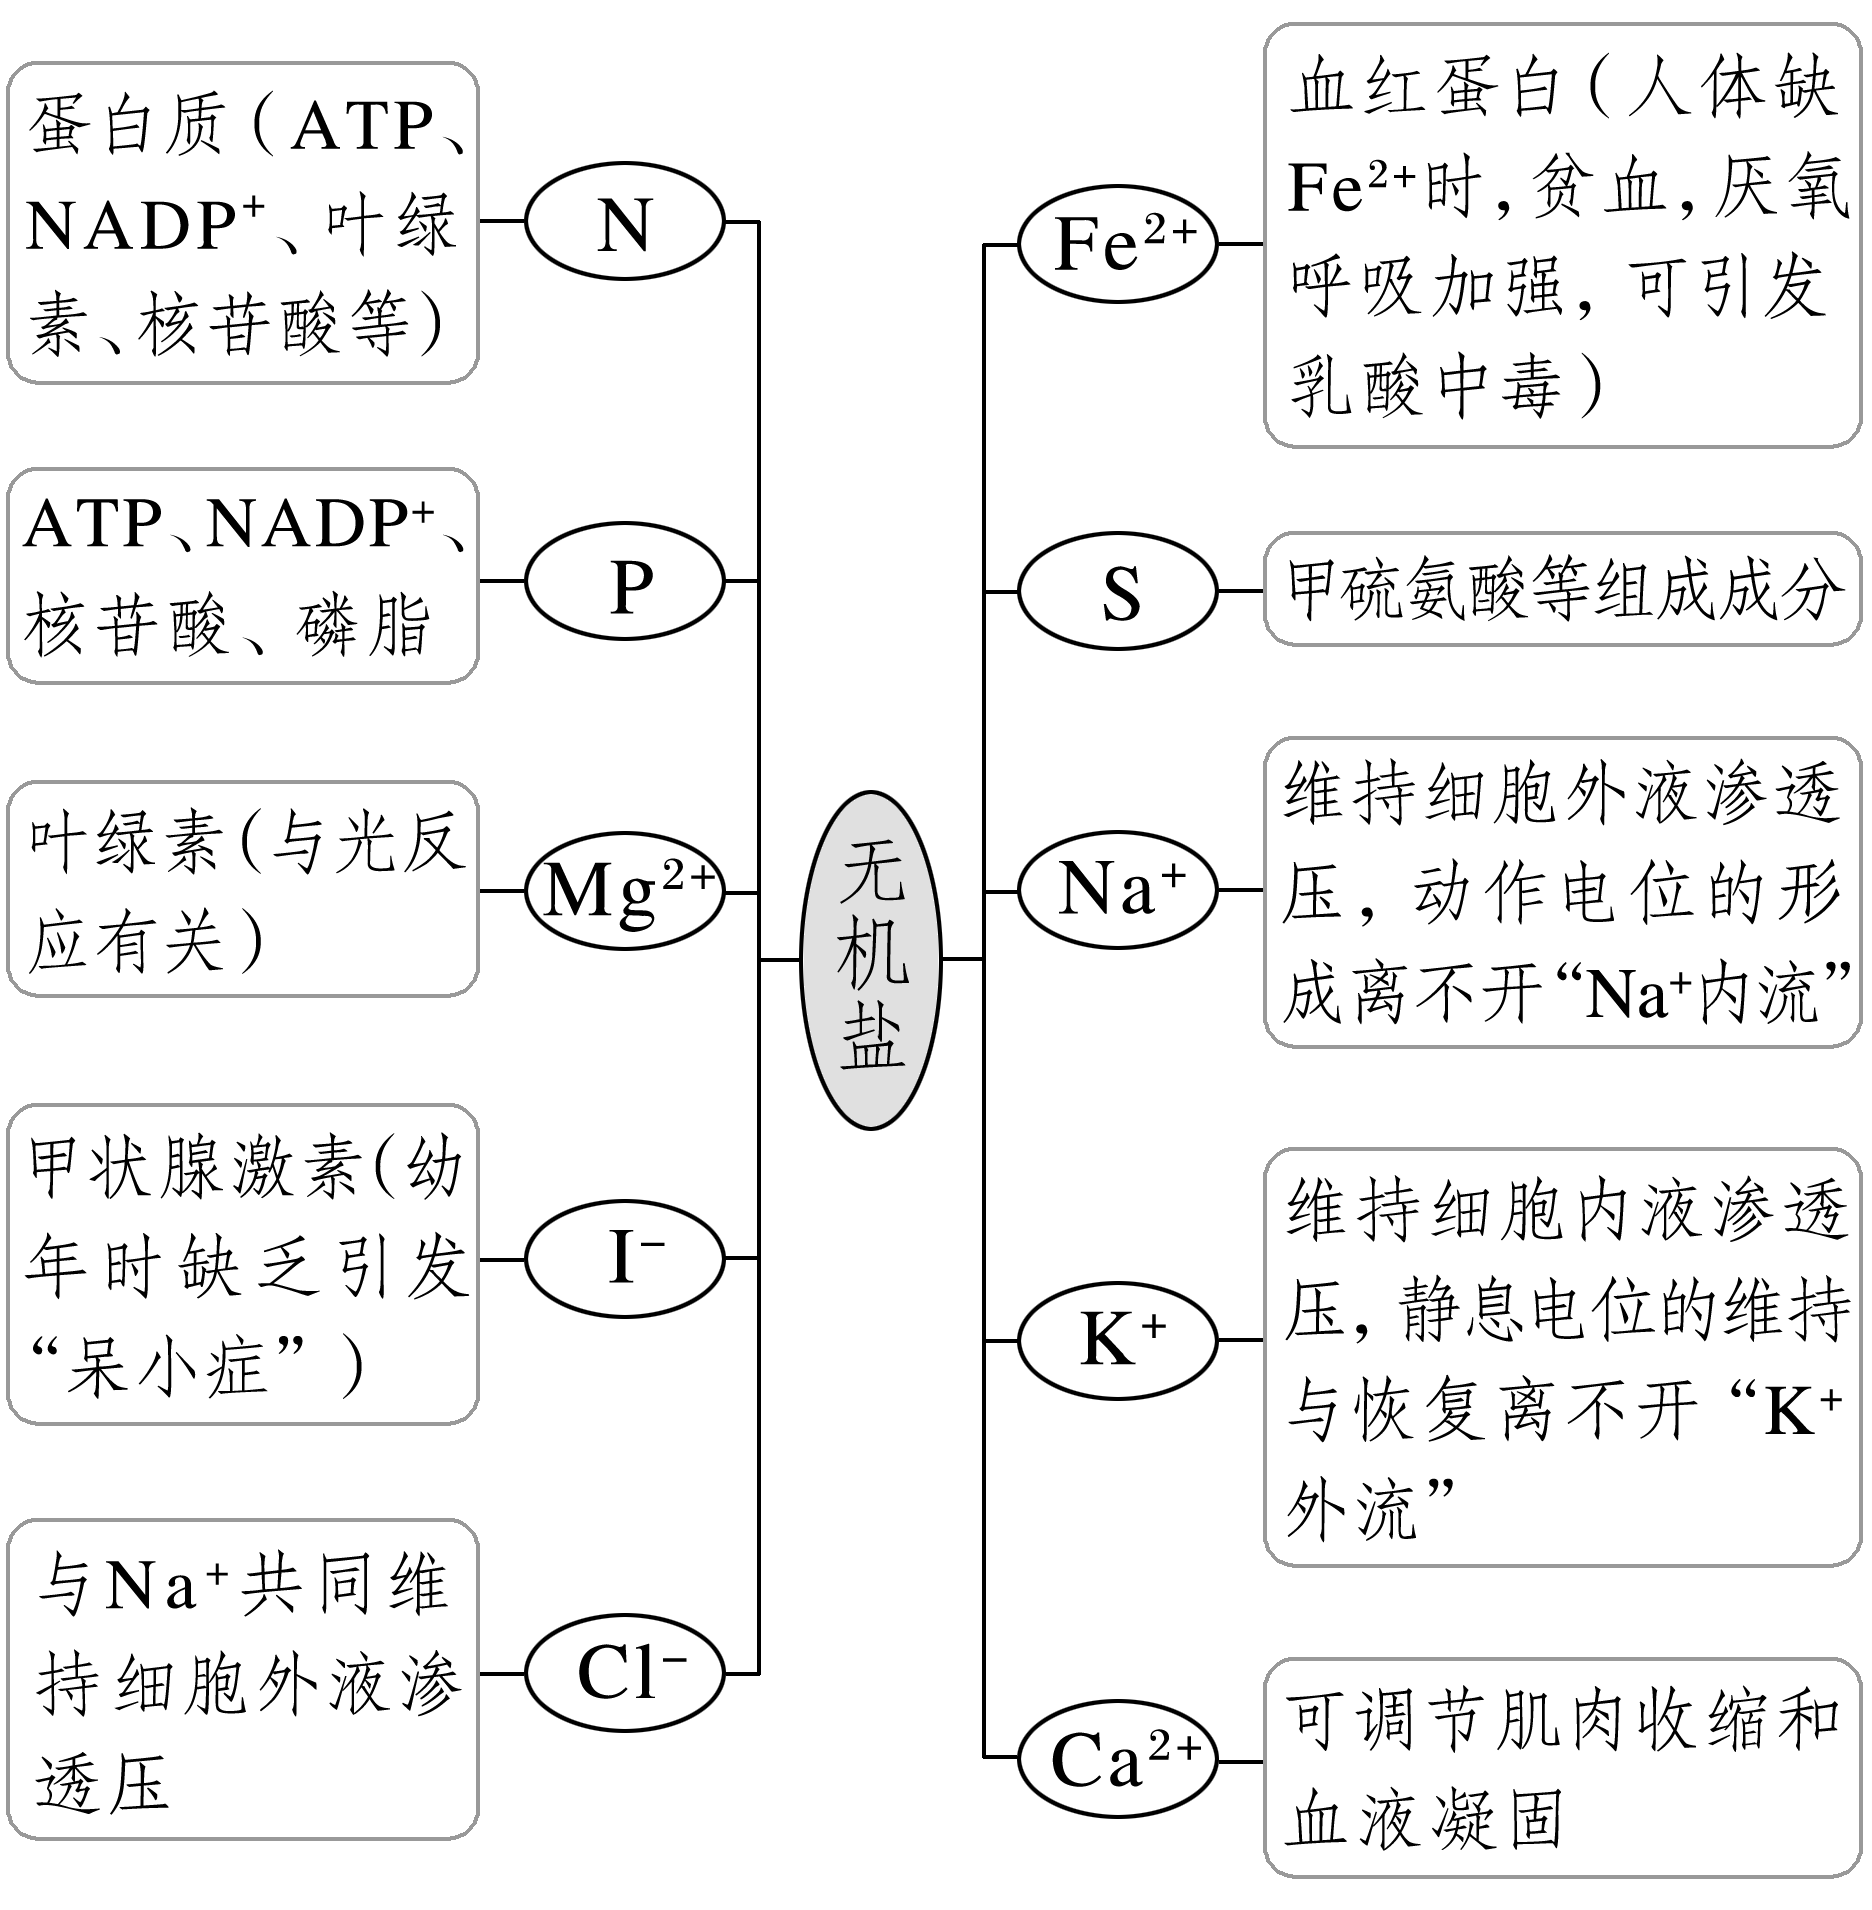 蛋白质(ATP、
NADP⁺、叶绿
素、核苷酸等)
N
ATP、NADP⁺、
核苷酸、磷脂
P
叶绿素(与光反
应有关)
Mg²⁺
甲状腺激素(幼
年时缺乏引发
“呆小症”)
I⁻
与Na⁺共同维
持细胞外液渗
透压
Cl⁻
无
机
盐
Fe²⁺
血红蛋白(人体缺
Fe²⁺时,贫血,厌氧
呼吸加强,可引发
乳酸中毒)
S
甲硫氨酸等组成成分
Na⁺
维持细胞外液渗透
压,动作电位的形
成离不开“Na⁺内流”
K⁺
维持细胞内液渗透
压,静息电位的维持
与恢复离不开“K⁺
外流”
Ca²⁺
可调节肌肉收缩和
血液凝固